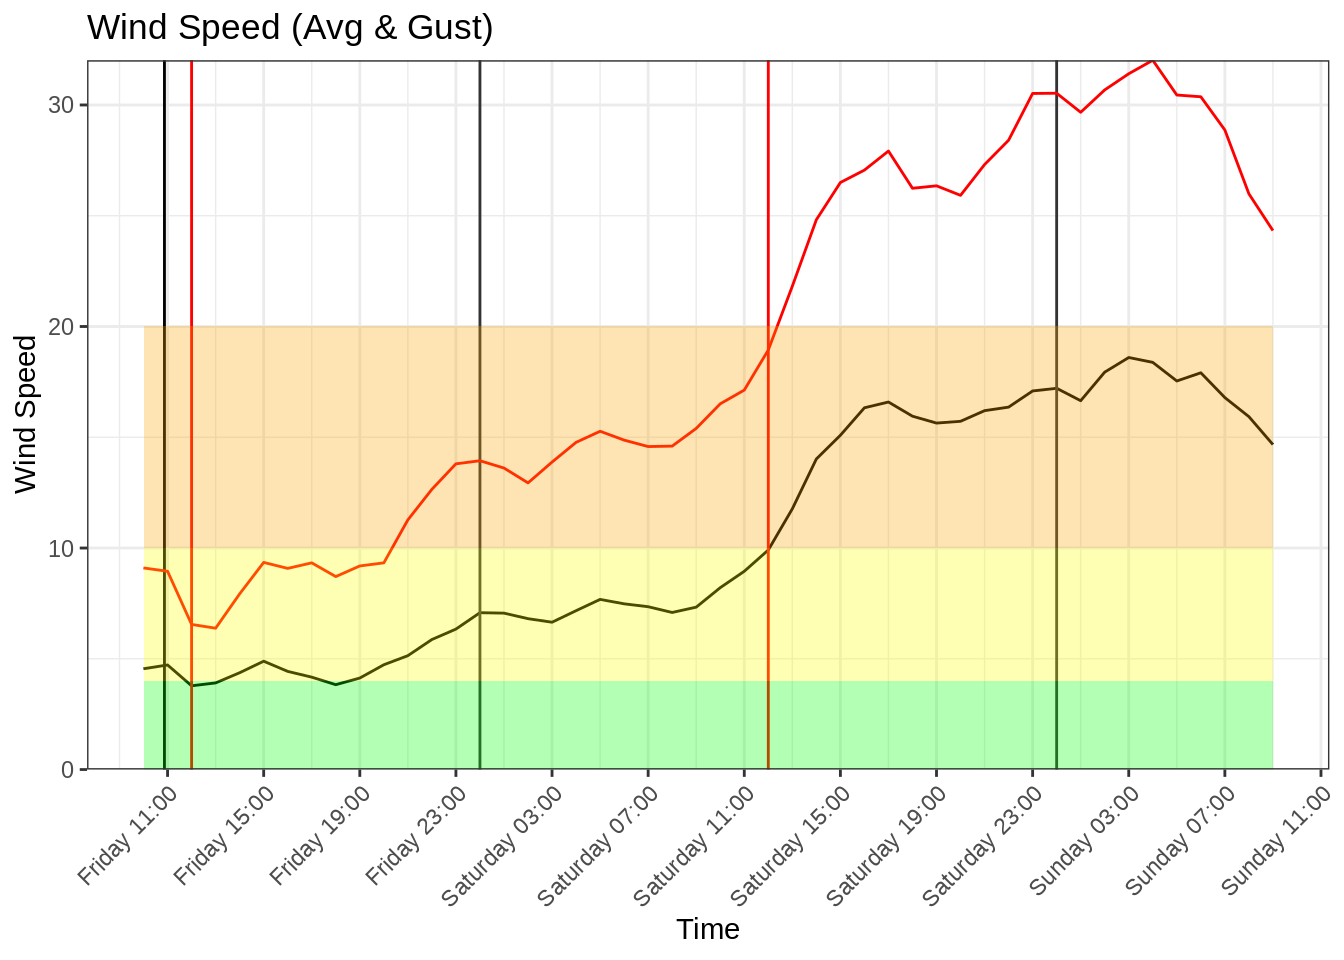 Wind Speed (Avg & Gust)
Wind Speed
30
20
10
0
Friday 11:00
Friday 15:00
Friday 19:00
Friday 23:00
Saturday 03:00
Saturday 07:00
Saturday 11:00
Saturday 15:00
Saturday 19:00
Saturday 23:00
Sunday 03:00
Sunday 07:00
Sunday 11:00
Time